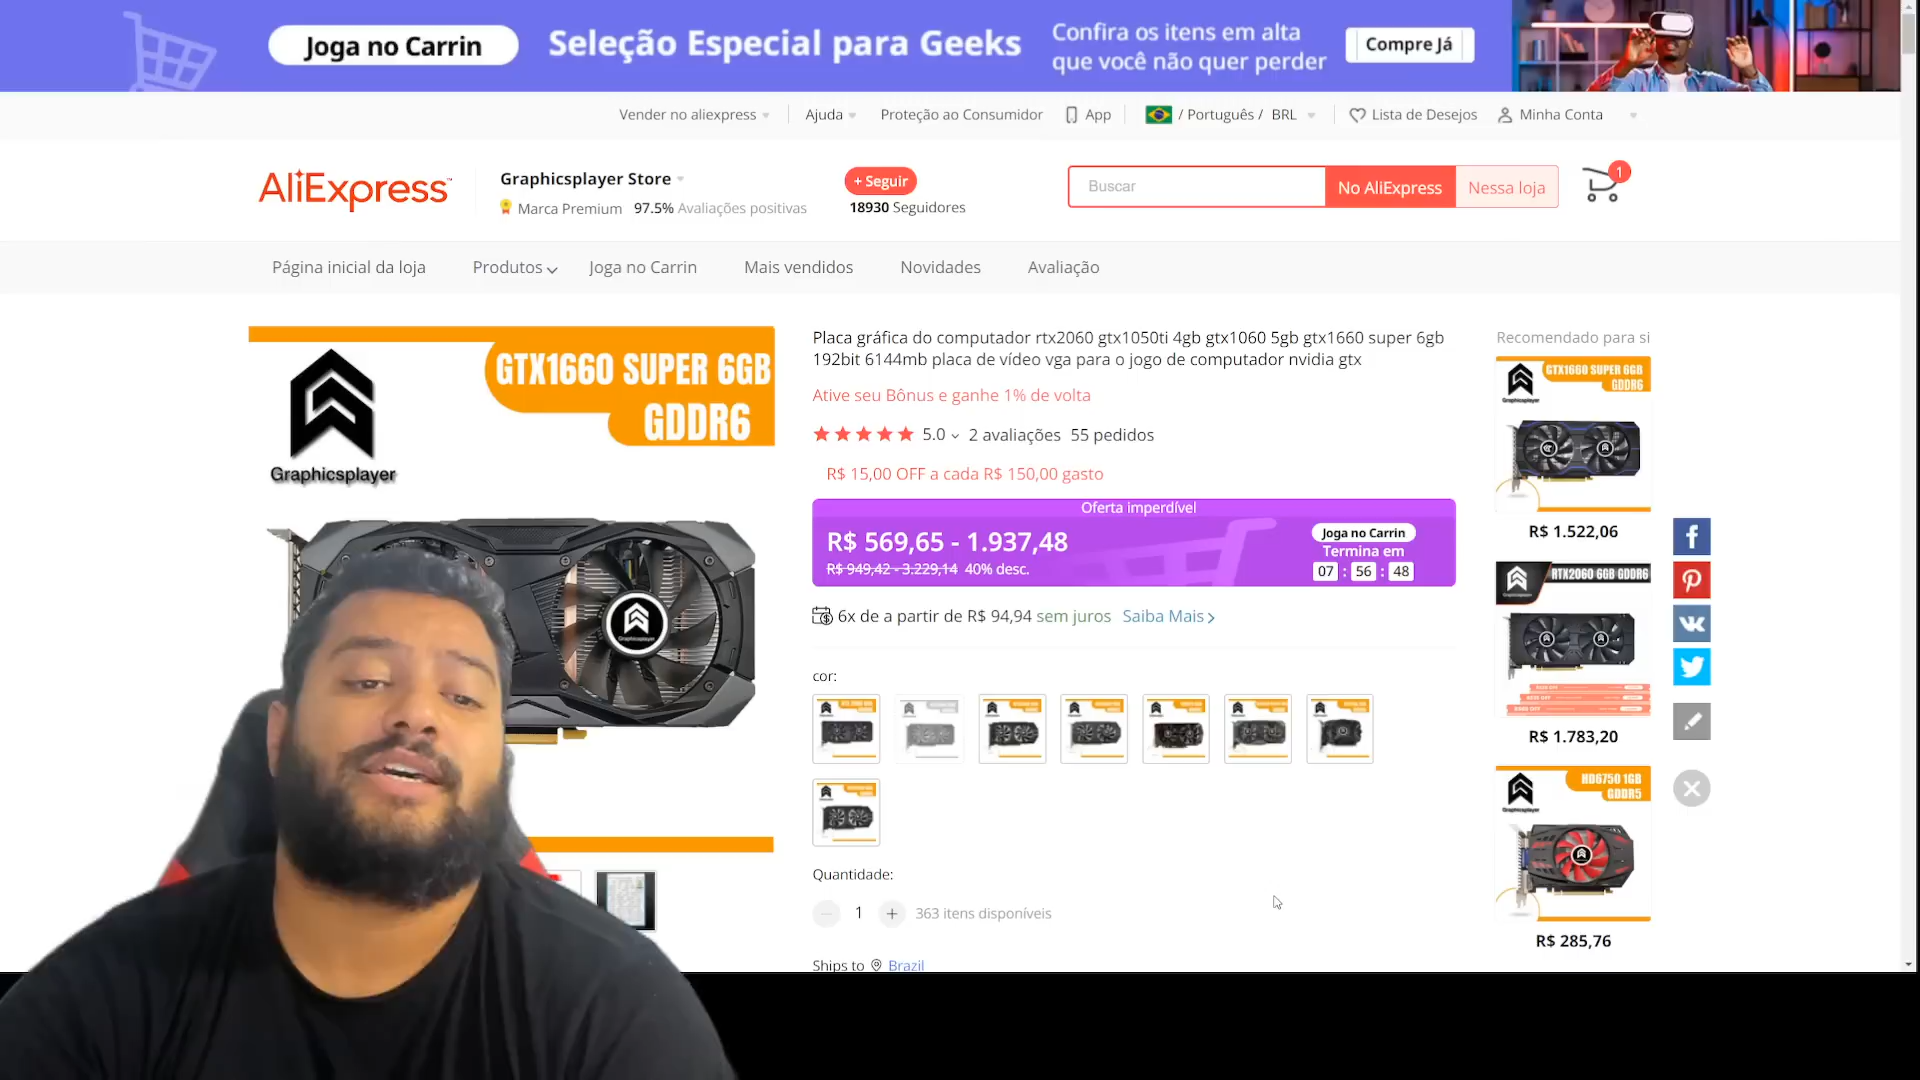 Joga no Carrin
Seleção Especial para Geeks
Confira os itens em alta
que você não quer perder
Compre Já
Vender no aliexpress
Ajuda
Proteção ao Consumidor
App
/ Português / BRL
Lista de Desejos
Minha Conta
AliExpress
Graphicsplayer Store
Marca Premium 97.5% Avaliações positivas
+ Seguir
18930 Seguidores
Buscar
No AliExpress
Nessa loja
1
Página inicial da loja
Produtos
Joga no Carrin
Mais vendidos
Novidades
Avaliação
GTX1660 SUPER 6GB
GDDR6
Graphicsplayer
Graphicsplayer
Placa gráfica do computador rtx2060 gtx1050ti 4gb gtx1060 5gb gtx1660 super 6gb
192bit 6144mb placa de vídeo vga para o jogo de computador nvidia gtx
Ative seu Bônus e ganhe 1% de volta
5.0 2 avaliações 55 pedidos
R$ 15,00 OFF a cada R$ 150,00 gasto
Oferta imperdível
R$ 569,65 - 1.937,48
R$ 949,42 - 3.229,14 40% desc.
Joga no Carrin
Termina em
07 : 56 : 48
6x de a partir de R$ 94,94 sem juros Saiba Mais
cor:
Quantidade:
1
363 itens disponíveis
Ships to Brazil
Recomendado para si
GTX1660 SUPER 6GB
GDDR6
Graphicsplayer
R$ 1.522,06
RTX2060 6GB GDDR6
R$ 1.783,20
HD6750 1GB
GDDR5
Graphicsplayer
R$ 285,76